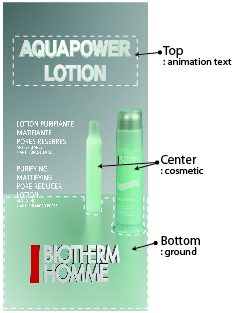 AQUAPOWER
LOTION
Top
: animation text
LOTION PURIFIANTE
MATIFIANTE
PORES RESERRES
PURIFYING
MATTIFYING
PORE REDUCER
LOTION
Center
: cosmetic
BIOTHERM
HOMME
Bottom
: ground